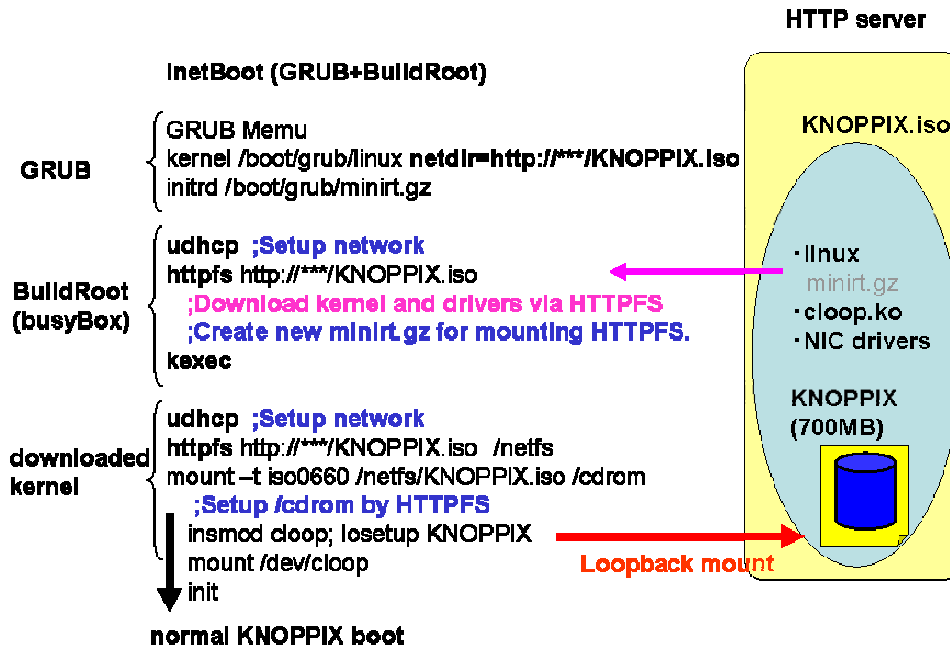 HTTP server
InetBoot (GRUB+BuildRoot)
GRUB
GRUB Memu
kernel /boot/grub/linux netdir=http://***/KNOPPIX.iso
initrd /boot/grub/minirt.gz
BuildRoot
(busyBox)
udhcp ;Setup network
httpfs http://***/KNOPPIX.iso
;Download kernel and drivers via HTTPFS
;Create new minirt.gz for mounting HTTPFS.
kexec
downloaded
kernel
udhcp ;Setup network
httpfs http://***/KNOPPIX.iso /netfs
mount –t iso0660 /netfs/KNOPPIX.iso /cdrom
;Setup /cdrom by HTTPFS
insmod cloop; losetup KNOPPIX
mount /dev/cloop
init
normal KNOPPIX boot
Loopback mount
KNOPPIX.iso
・linux
minirt.gz
・cloop.ko
・NIC drivers
KNOPPIX
(700MB)